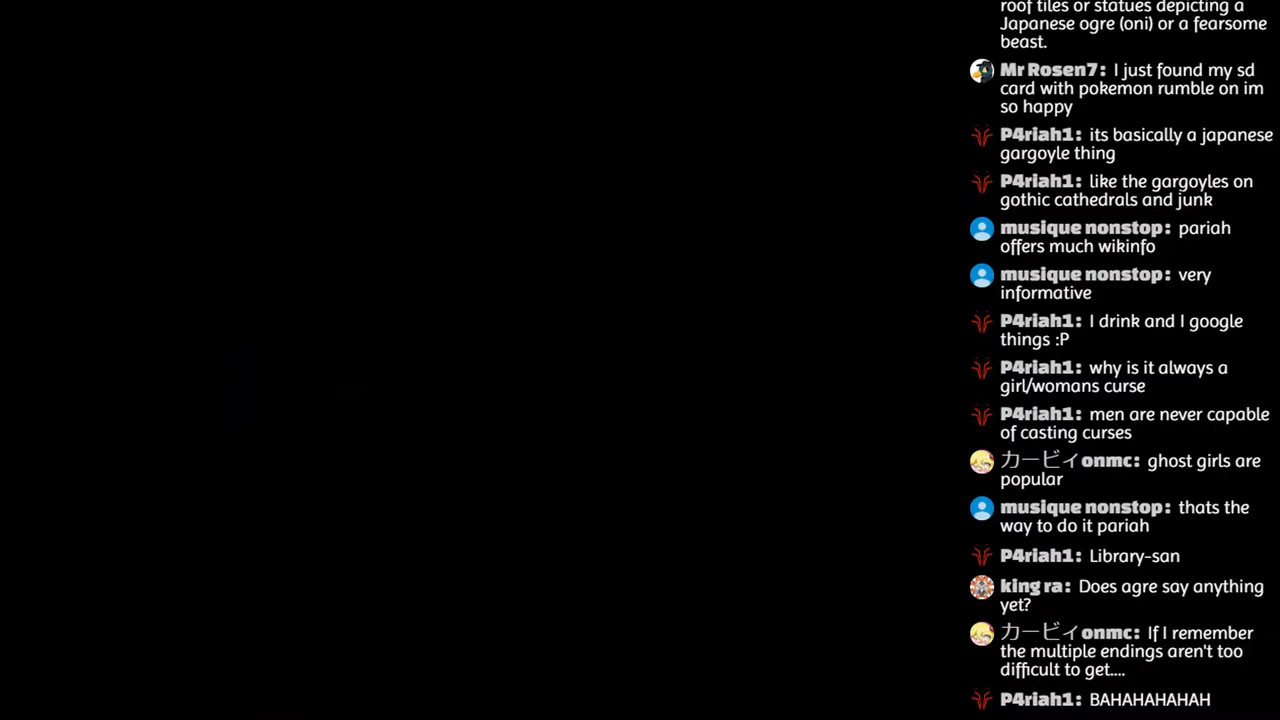 roof tiles or statues depicting a
Japanese ogre (oni) or a fearsome
beast.
Mr Rosen7: I just found my sd
card with pokemon rumble on im
so happy
P4riah1: its basically a japanese
gargoyle thing
P4riah1: like the gargoyles on
gothic cathedrals and junk
musique nonstop: pariah
offers much wikinfo
musique nonstop: very
informative
P4riah1: I drink and I google
things :P
P4riah1: why is it always a
girl/womans curse
P4riah1: men are never capable
of casting curses
カービィonmc: ghost girls are
popular
musique nonstop: thats the
way to do it pariah
P4riah1: Library-san
king ra: Does agre say anything
yet?
カービィonmc: If I remember
the multiple endings aren't too
difficult to get....
P4riah1: BAHAHAHAHAH